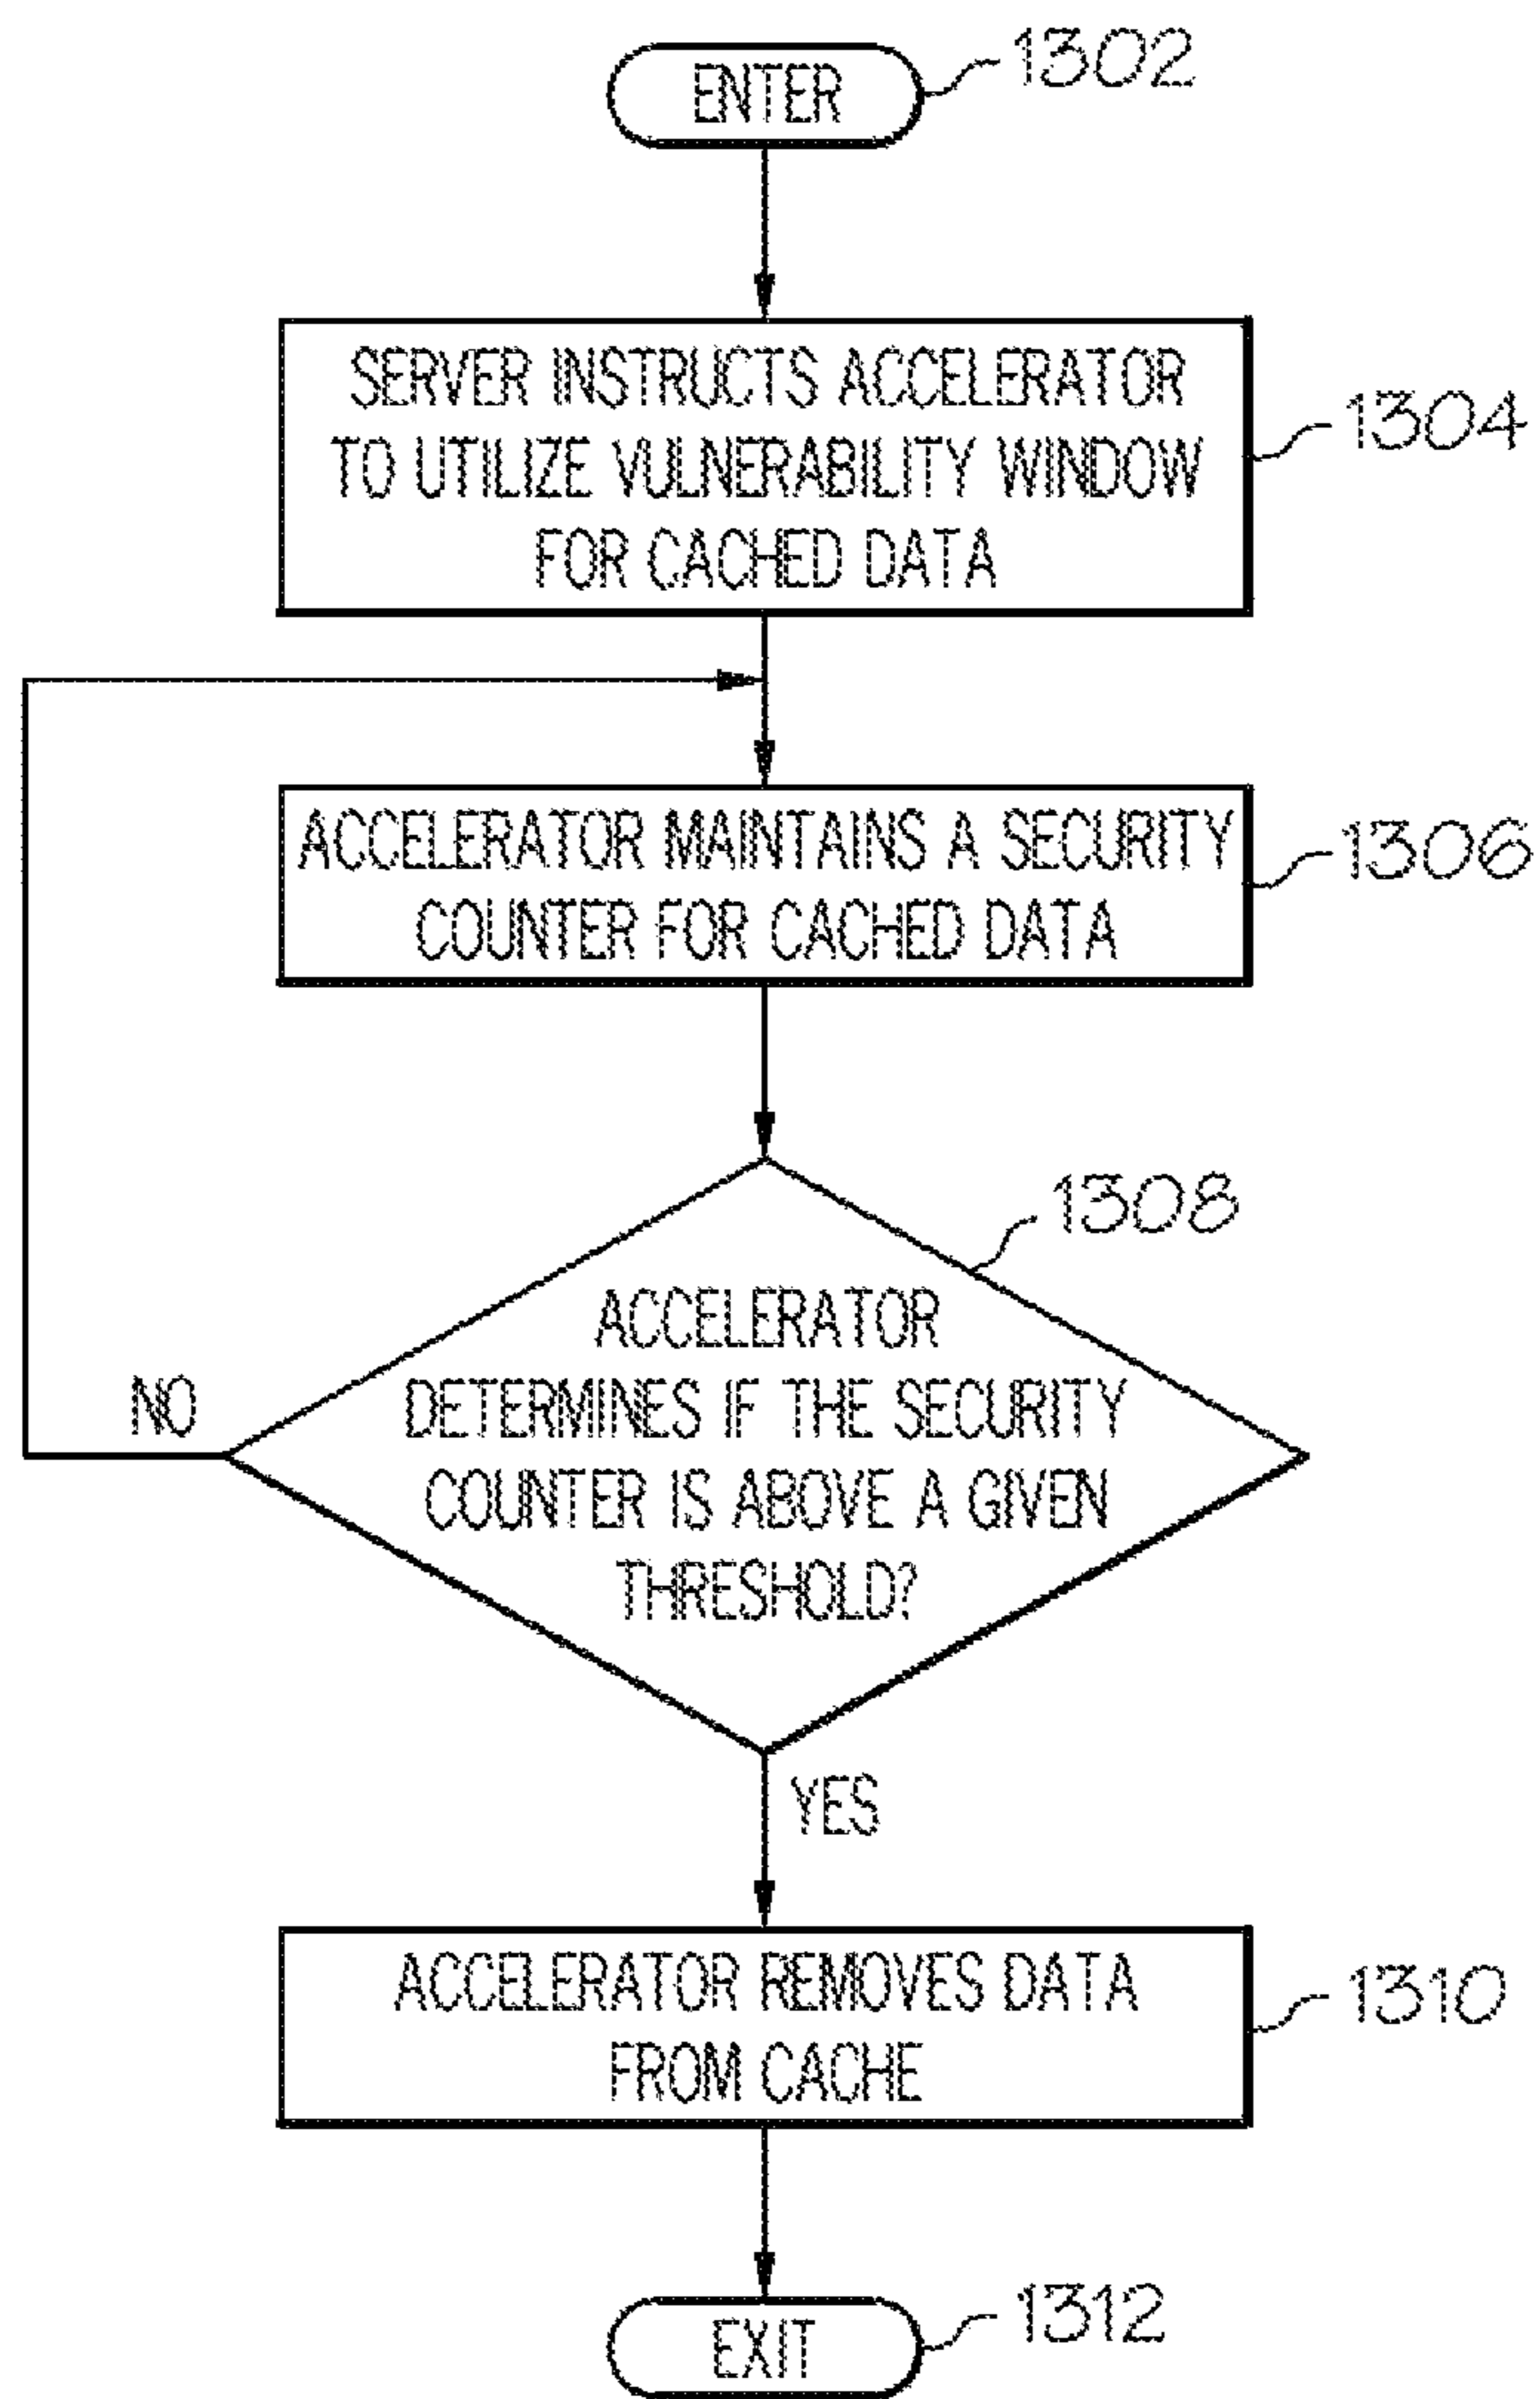 ENTER
1302
SERVER INSTRUCTS ACCELERATOR
TO UTILIZE VULNERABILITY WINDOW
FOR CACHED DATA
1304
ACCELERATOR MAINTAINS A SECURITY
COUNTER FOR CACHED DATA
1306
1308
ACCELERATOR
DETERMINES IF THE SECURITY
COUNTER IS ABOVE A GIVEN
THRESHOLD?
NO
YES
ACCELERATOR REMOVES DATA
FROM CACHE
1310
EXIT
1312